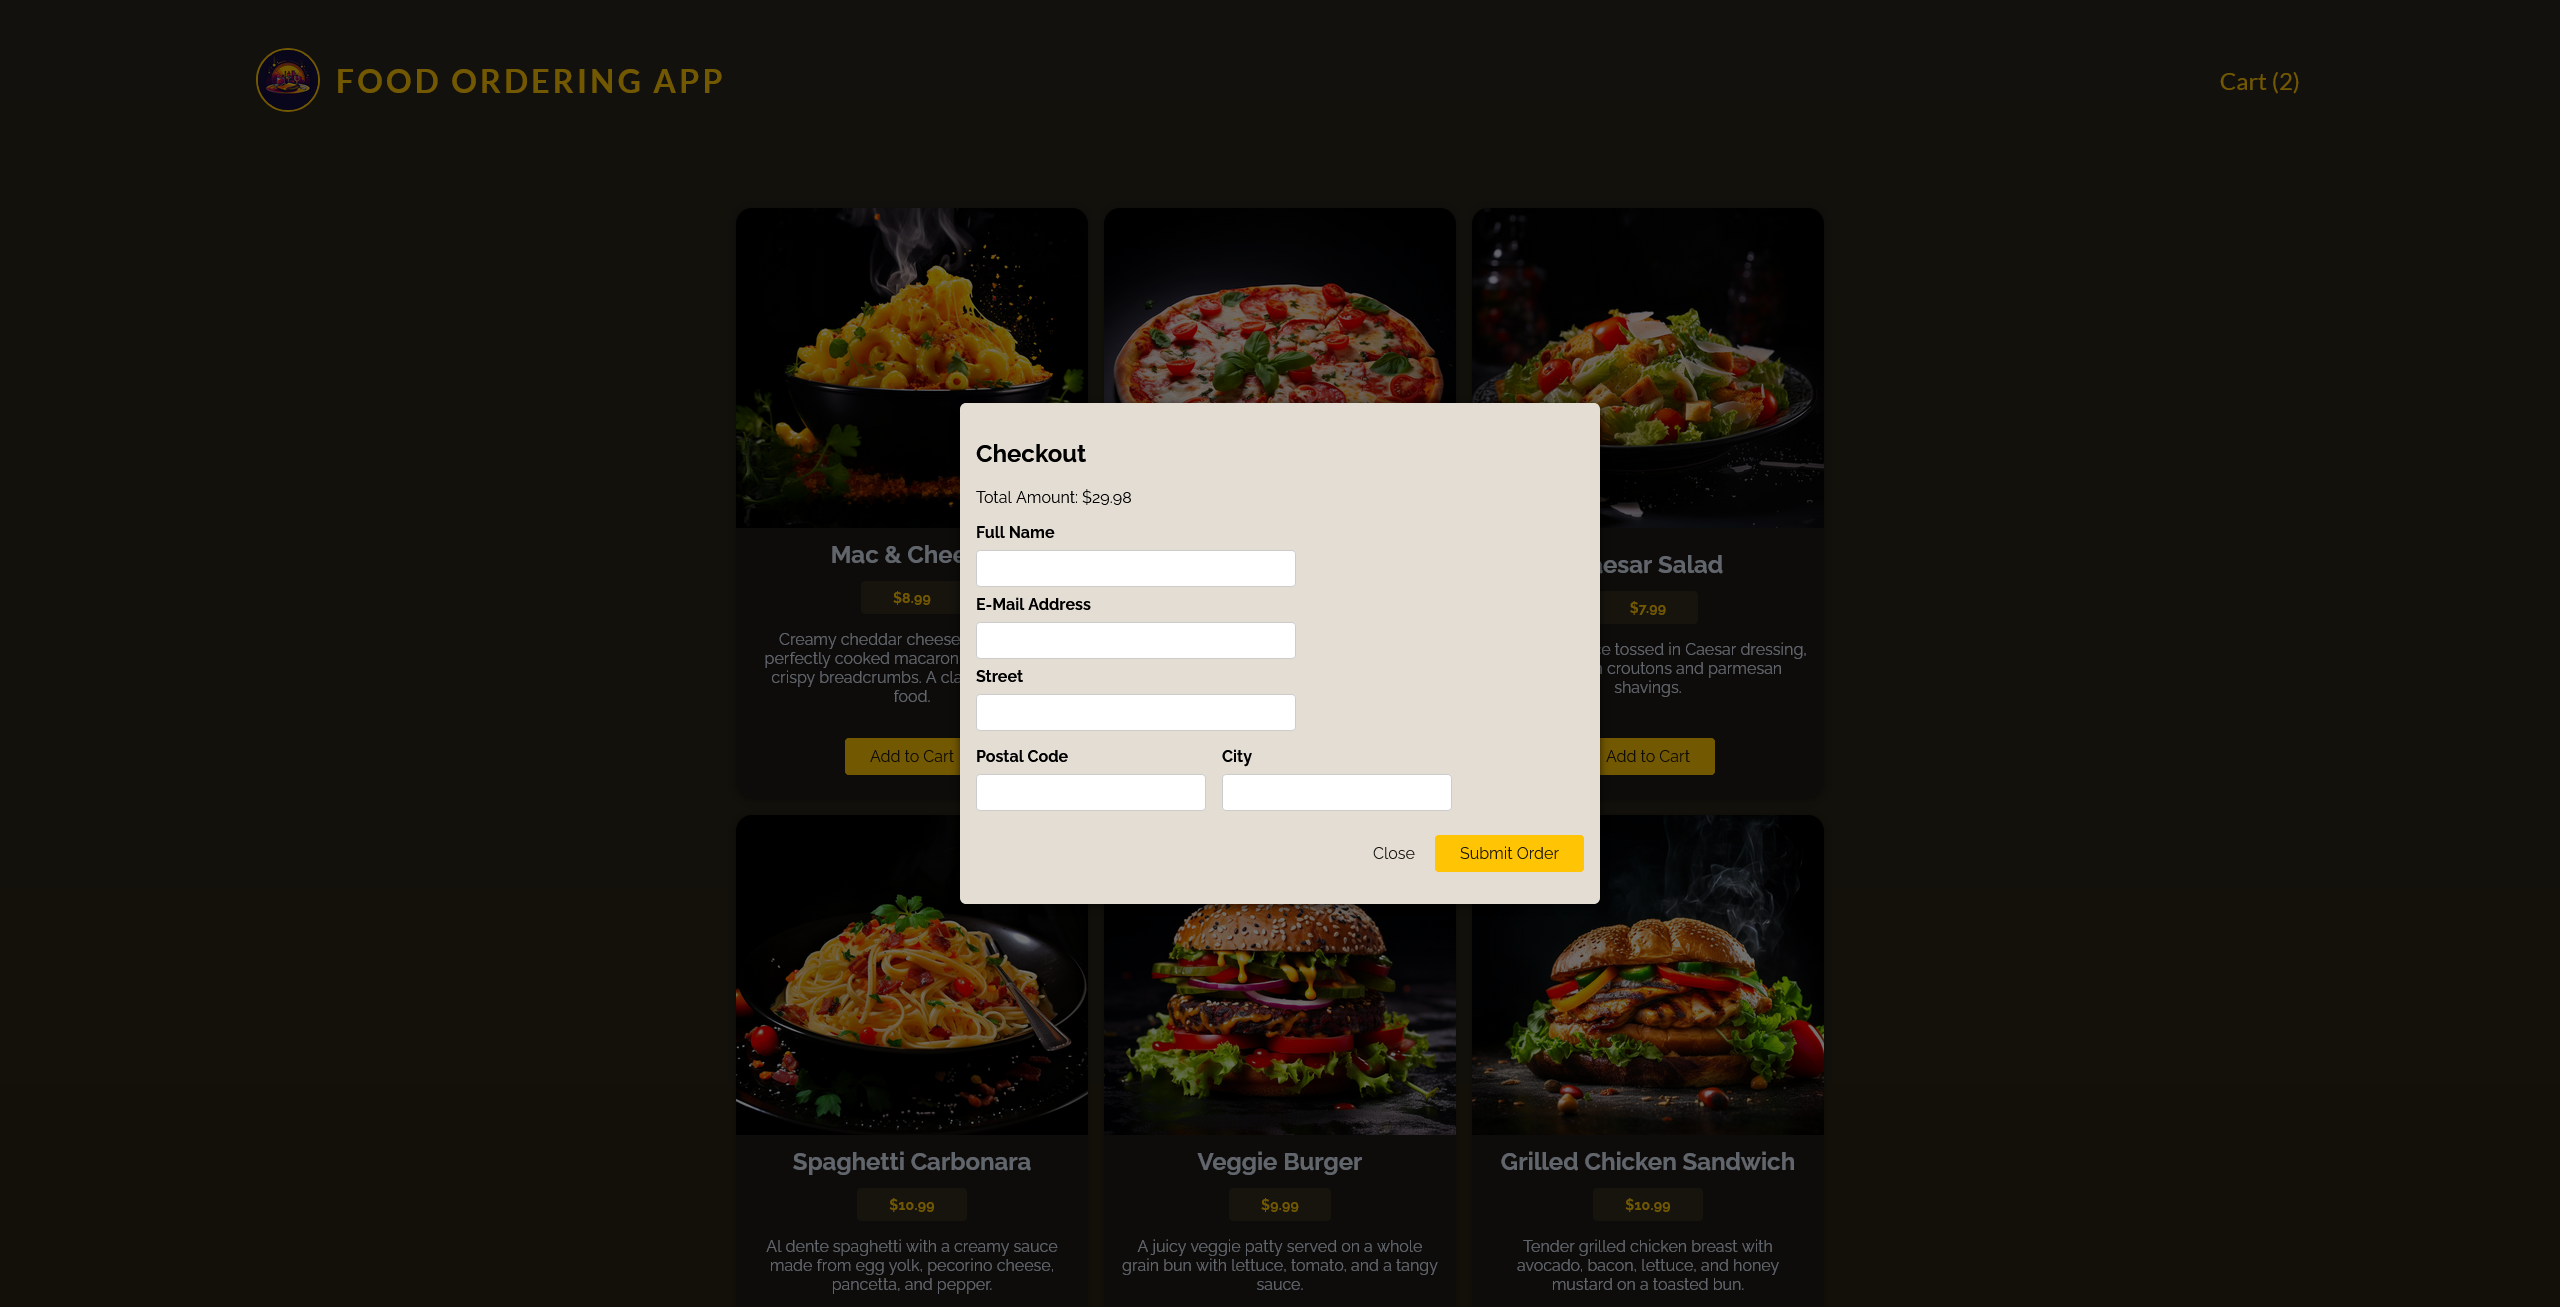 FOOD ORDERING APP
Cart (2)
Checkout
Total Amount: $29.98
Full Name
E-Mail Address
Street
Postal Code
City
Close
Submit Order
Mac &
$8.99
Creamy cheddar cheese
perfectly cooked
crispy breadcrumbs. A
food.
Add to Cart
Salad
$7.99
tossed in Caesar dressing,
croutons and parmesan
shavings.
Add to Cart
Spaghetti Carbonara
$10.99
Al dente spaghetti with a creamy sauce
made from egg yolk, pecorino cheese,
pancetta, and pepper.
Veggie Burger
$9.99
A juicy veggie patty served on a whole
grain bun with lettuce, tomato, and a tangy
sauce.
Grilled Chicken Sandwich
$10.99
Tender grilled chicken breast with
avocado, bacon, lettuce, and honey
mustard on a toasted bun.